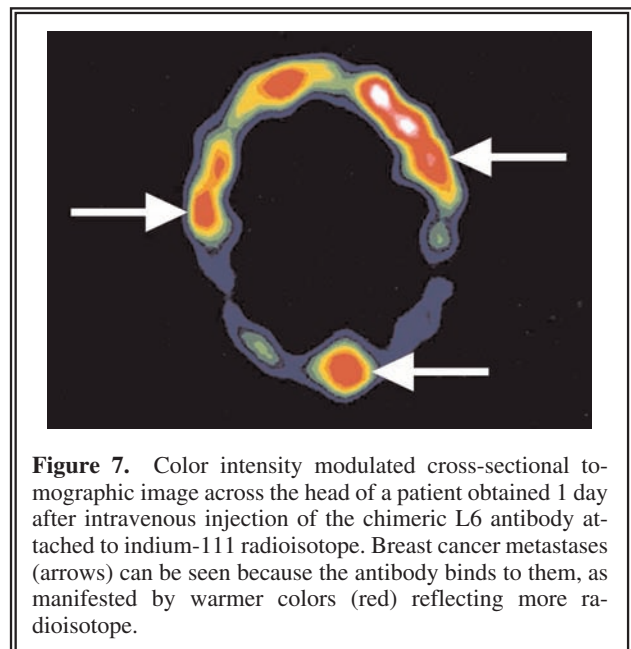 Figure 7. Color intensity modulated cross-sectional to-
mographic image across the head of a patient obtained 1 day
after intravenous injection of the chimeric L6 antibody at-
tached to indium-111 radioisotope. Breast cancer metastases
(arrows) can be seen because the antibody binds to them, as
manifested by warmer colors (red) reflecting more ra-
dioisotope.